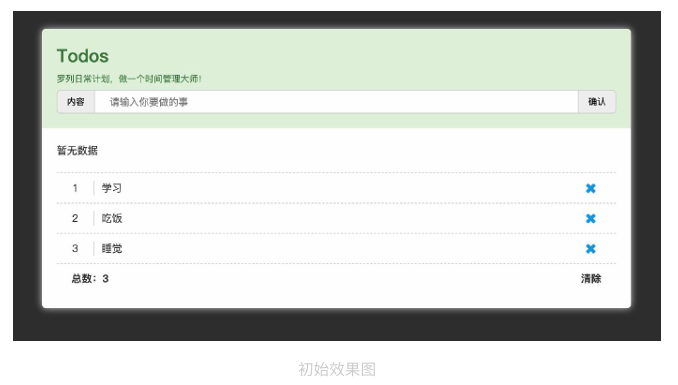 Todos
罗列日常计划，做一个时间管理大师！
内容 请输入你要做的事 确认
暂无数据
1 学习
2 吃饭
3 睡觉
总数：3 清除
初始效果图